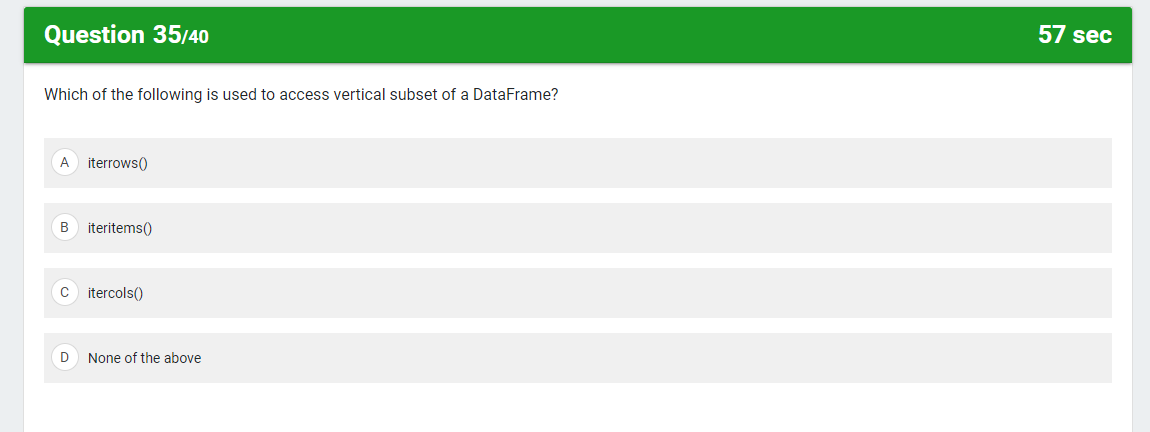 Question 35/40 57 sec
Which of the following is used to access vertical subset of a DataFrame?
A iterrows()
B iteritems()
C itercols()
D None of the above